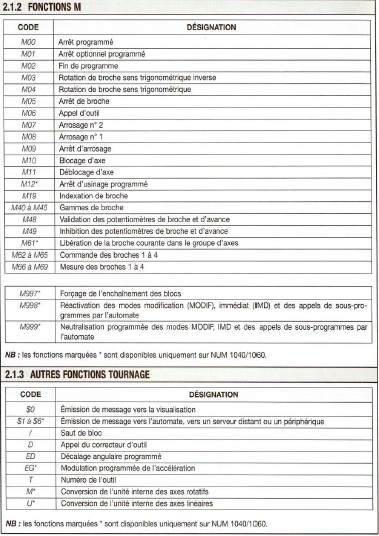 2.1.2 FONCTIONS M
CODE DÉSIGNATION
M00 Arrêt programmé
M01 Arrêt optionnel programmé
M02 Fin de programme
M03 Rotation de broche sens trigonométrique inverse
M04 Rotation de broche sens trigonométrique
M05 Arrêt de broche
M06 Appel d'outil
M07 Arrosage n° 2
M08 Arrosage n° 1
M09 Arrêt d'arrosage
M10 Blocage d'axe
M11 Déblocage d'axe
M12* Arrêt d'usinage programmé
M19 Indexation de broche
M40 à M45 Gammes de broche
M48 Validation des potentiomètres de broche et d'avance
M49 Inhibition des potentiomètres de broche et d'avance
M61* Libération de la broche courante dans le groupe d'axes
M62 à M65 Commande des broches 1 à 4
M66 à M69 Mesure des broches 1 à 4
M997* Forçage de l'enchaînement des blocs
M998* Réactivation des modes modification (MODIF), immédiat (IMD) et des appels de sous-pro-
grammes par l'automate
M999* Neutralisation programmée des modes MODIF, IMD et des appels de sous-programmes par
l'automate
NB : les fonctions marquées * sont disponibles uniquement sur NUM 1040/1060.
2.1.3 AUTRES FONCTIONS TOURNAGE
CODE DÉSIGNATION
$0 Émission de message vers la visualisation
$1 à $6* Émission de message vers l'automate, vers un serveur distant ou un périphérique
/ Saut de bloc
D Appel du correcteur d'outil
ED Décalage angulaire programmé
EG* Modulation programmée de l'accélération
T Numéro de l'outil
M* Conversion de l'unité interne des axes rotatifs
U* Conversion de l'unité interne des axes linéaires
NB : les fonctions marquées * sont disponibles uniquement sur NUM 1040/1060.